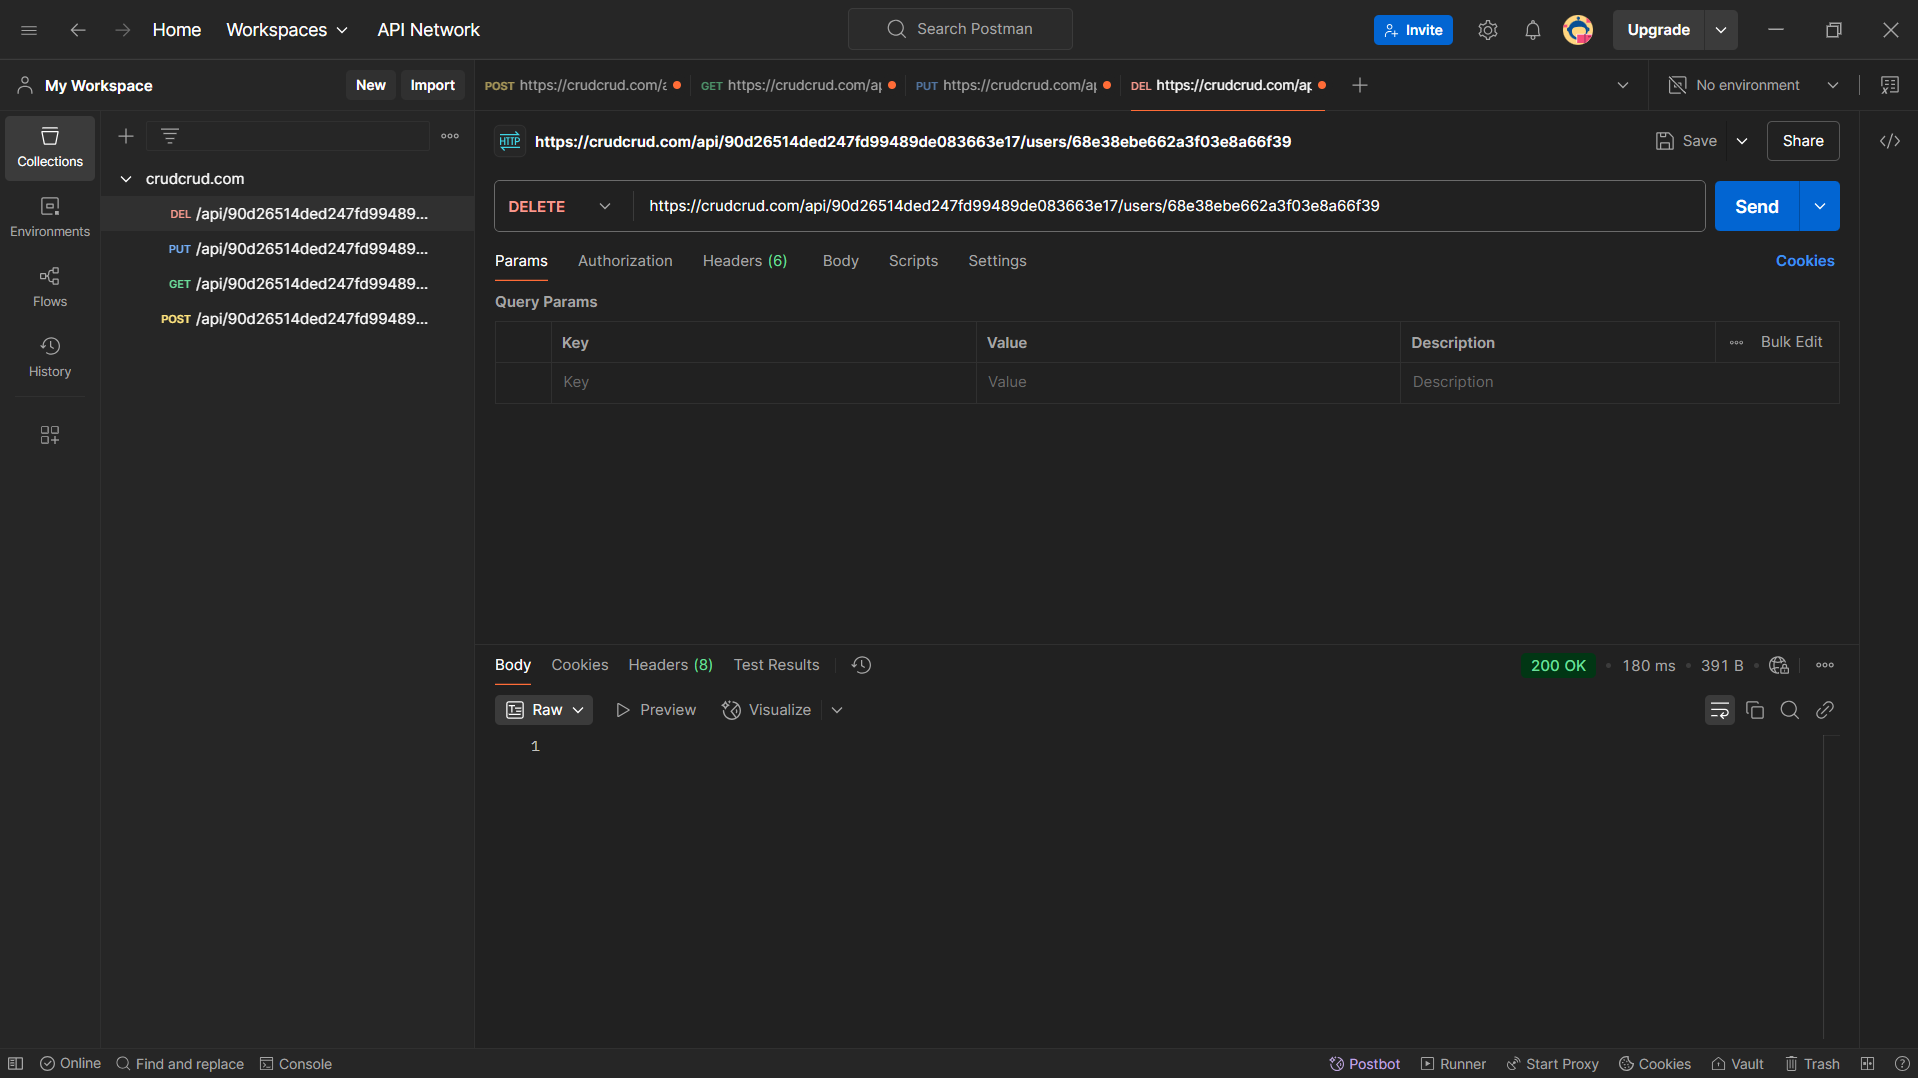 Home Workspaces API Network Search Postman Invite Upgrade
My Workspace New Import
POST https://crudcrud.com/a GET https://crudcrud.com/ap PUT https://crudcrud.com/ap DEL https://crudcrud.com/ap No environment
Collections
Environments
Flows
History
crudcrud.com
DEL /api/90d26514ded247fd99489...
PUT /api/90d26514ded247fd99489...
GET /api/90d26514ded247fd99489...
POST /api/90d26514ded247fd99489...
HTTP https://crudcrud.com/api/90d26514ded247fd99489de083663e17/users/68e38ebe662a3f03e8a66f39 Save Share
DELETE https://crudcrud.com/api/90d26514ded247fd99489de083663e17/users/68e38ebe662a3f03e8a66f39 Send
Params Authorization Headers (6) Body Scripts Settings Cookies
Query Params
Key Value Description Bulk Edit
Key Value Description
Body Cookies Headers (8) Test Results 200 OK 180 ms 391 B
Raw Preview Visualize
1
Online Find and replace Console Postbot Runner Start Proxy Cookies Vault Trash